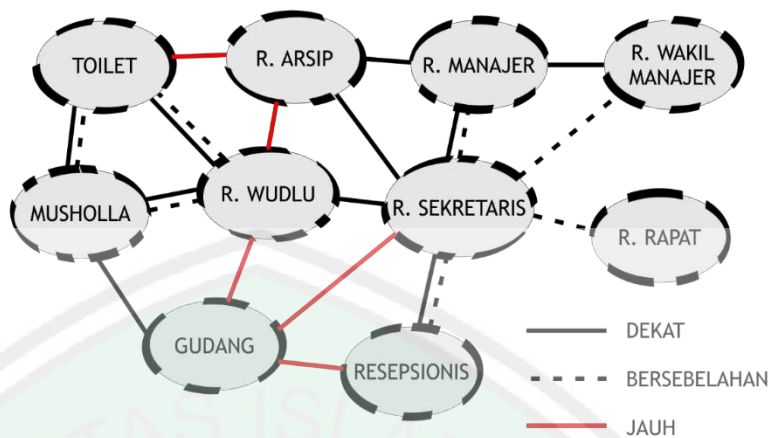 TOILET
R. ARSIP
R. MANAJER
R. WAKIL
MANAJER
MUSHOLLA
R. WUDLU
R. SEKRETARIS
R. RAPAT
GUDANG
RESEPSIONIS
DEKAT
BERSEBELAHAN
JAUH